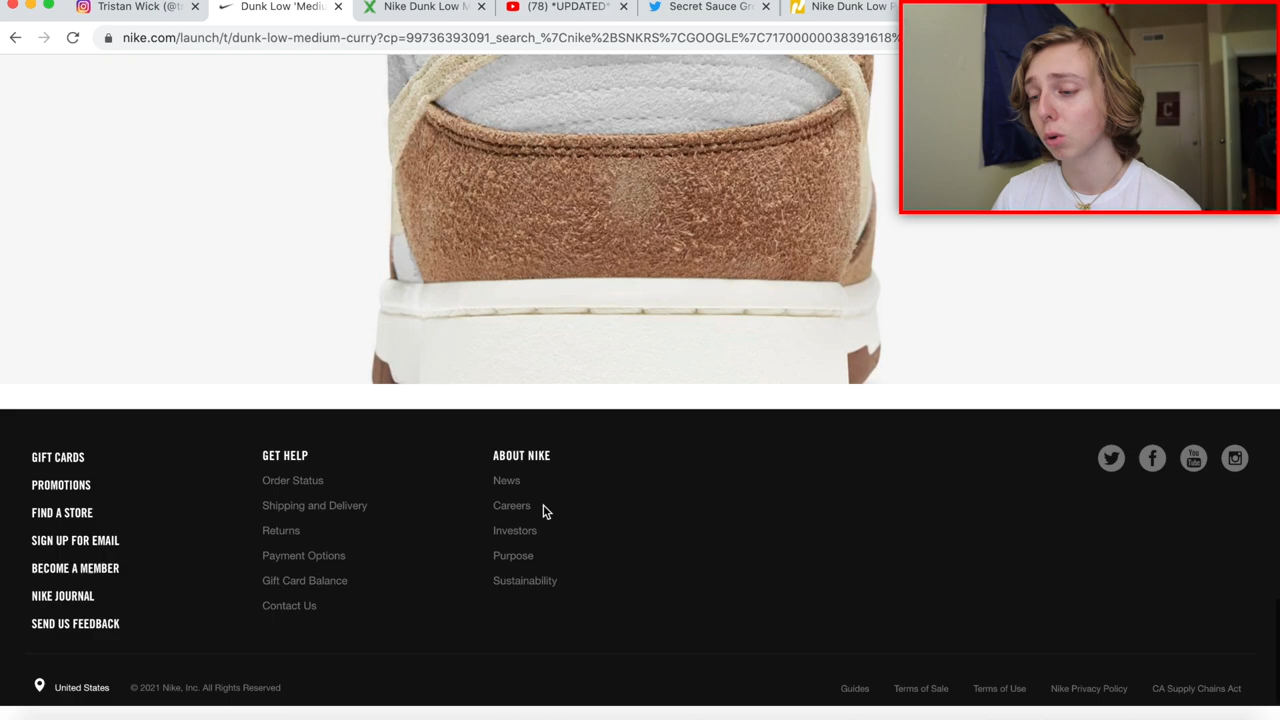 Tristan Wick (@t
Dunk Low 'Medi
Nike Dunk Low M
(78) *UPDATED*
Secret Sauce Gr
Nike Dunk Low R
nike.com/launch/t/dunk-low-medium-curry?cp=99736393091_search_%7Cnike%2BSNKRS%7CGOOGLE%7C71700000038391618%
C
GIFT CARDS
PROMOTIONS
FIND A STORE
SIGN UP FOR EMAIL
BECOME A MEMBER
NIKE JOURNAL
SEND US FEEDBACK
GET HELP
Order Status
Shipping and Delivery
Returns
Payment Options
Gift Card Balance
Contact Us
ABOUT NIKE
News
Careers
Investors
Purpose
Sustainability
You
Tube
United States
© 2021 Nike, Inc. All Rights Reserved
Guides
Terms of Sale
Terms of Use
Nike Privacy Policy
CA Supply Chains Act